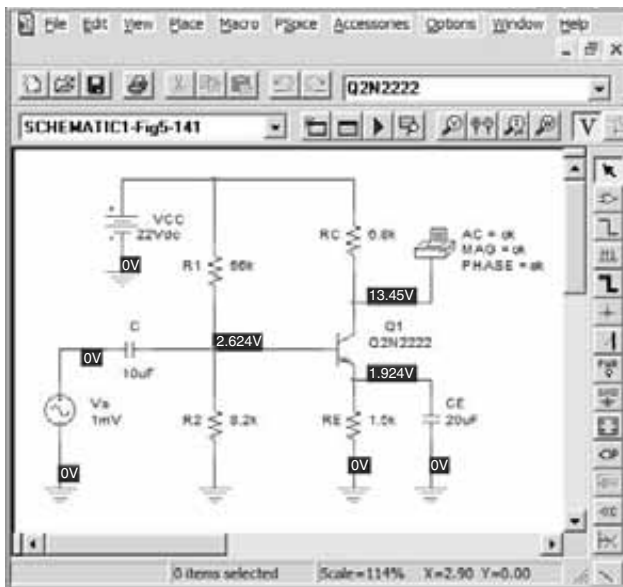 File Edit View Place Macro PSpice Accessories Options Window Help
Q2N2222
SCHEMATIC1-Fig5-141
V
VCC
22Vdc
0V
R1 56k
RC 6.8k
AC = ok
MAG = ok
PHASE = ok
13.45V
Q1
Q2N2222
C
10uF
0V
2.624V
1.924V
Vs
1mV
R2 8.2k
RE 1.5k
CE
20uF
0V
0V
0V
0 items selected Scale=114% X=2.90 Y=0.00